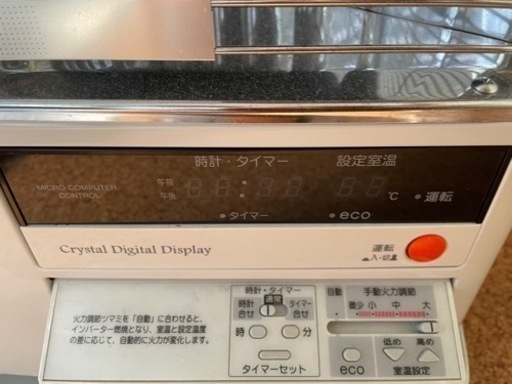 時計・タイマー 設定室温
MICRO COMPUTER
CONTROL
午前
午後
℃
運転
タイマー
eco
Crystal Digital Display
運転
入・切
火力調節ツマミを「自動」に合わせると、
インバーター燃焼となり、室温と設定温度
の差に応じて、自動的に火力が変化します。
時計・タイマー
時計合せ
通常
タイマー合せ
時
分
タイマーセット
自動
手動火力調節
微少 小 中 大
eco
低め
高め
室温設定